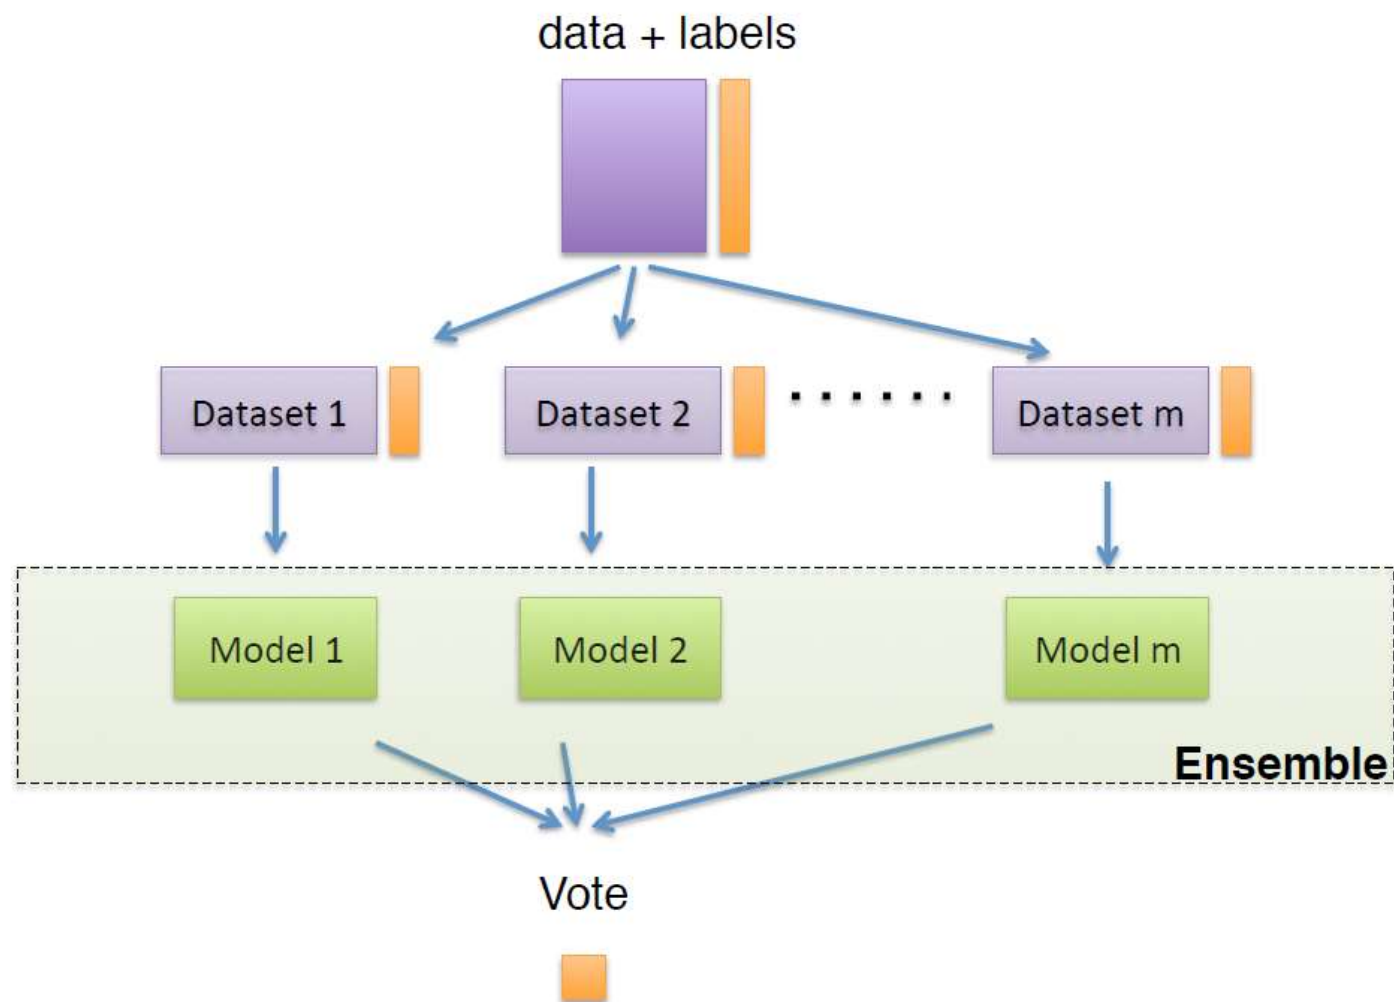 data + labels
Dataset 1
Dataset 2
Dataset m
Model 1
Model 2
Model m
Ensemble
Vote